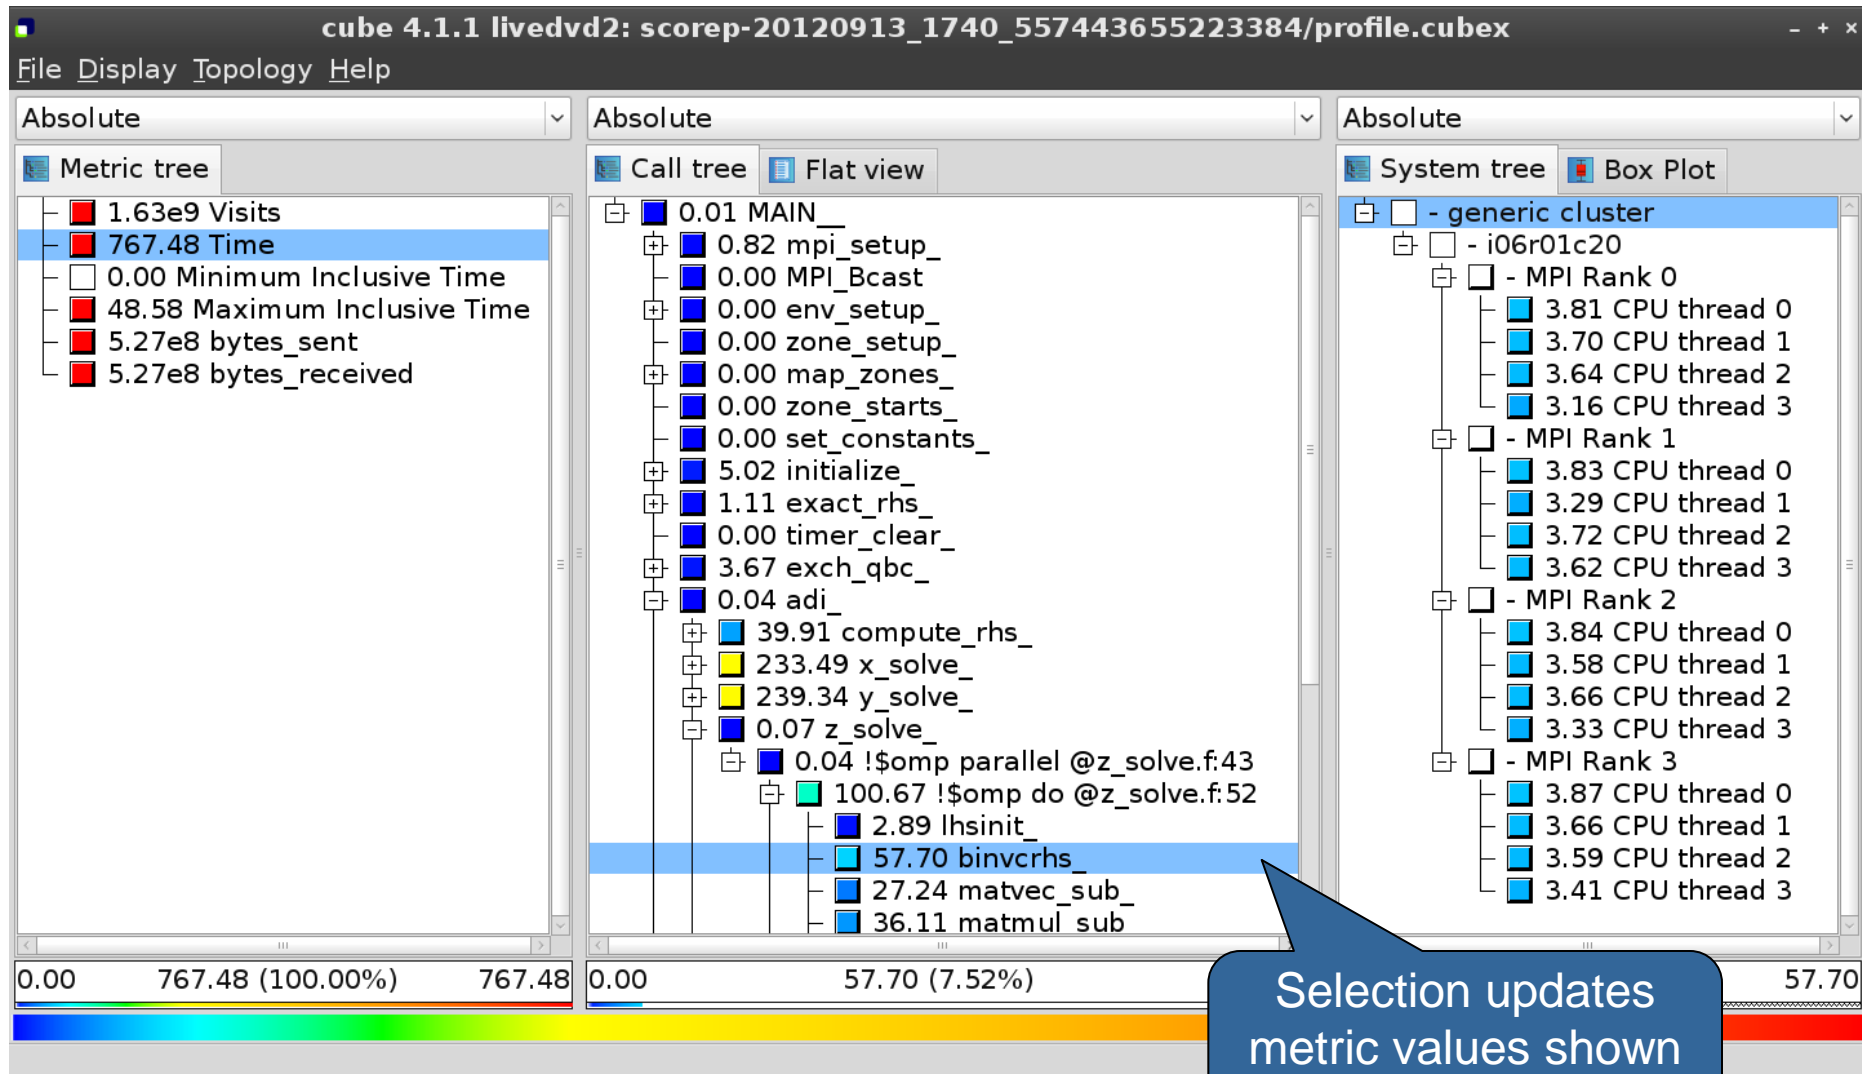 cube 4.1.1 livedvd2: scorep-20120913_1740_557443655223384/profile.cubex
File Display Topology Help
Absolute
Metric tree
1.63e9 Visits
767.48 Time
0.00 Minimum Inclusive Time
48.58 Maximum Inclusive Time
5.27e8 bytes_sent
5.27e8 bytes_received
0.00 767.48 (100.00%) 767.48
Absolute
Call tree Flat view
0.01 MAIN__
0.82 mpi_setup_
0.00 MPI_Bcast
0.00 env_setup_
0.00 zone_setup_
0.00 map_zones_
0.00 zone_starts_
0.00 set_constants_
5.02 initialize_
1.11 exact_rhs_
0.00 timer_clear_
3.67 exch_qbc_
0.04 adi_
39.91 compute_rhs_
233.49 x_solve_
239.34 y_solve_
0.07 z_solve_
0.04 !$omp parallel @z_solve.f:43
100.67 !$omp do @z_solve.f:52
2.89 lhsinit_
57.70 binvcrhs_
27.24 matvec_sub_
36.11 matmul_sub
0.00 57.70 (7.52%)
Absolute
System tree Box Plot
- generic cluster
- i06r01c20
- MPI Rank 0
3.81 CPU thread 0
3.70 CPU thread 1
3.64 CPU thread 2
3.16 CPU thread 3
- MPI Rank 1
3.83 CPU thread 0
3.29 CPU thread 1
3.72 CPU thread 2
3.62 CPU thread 3
- MPI Rank 2
3.84 CPU thread 0
3.58 CPU thread 1
3.66 CPU thread 2
3.33 CPU thread 3
- MPI Rank 3
3.87 CPU thread 0
3.66 CPU thread 1
3.59 CPU thread 2
3.41 CPU thread 3
57.70
Selection updates
metric values shown